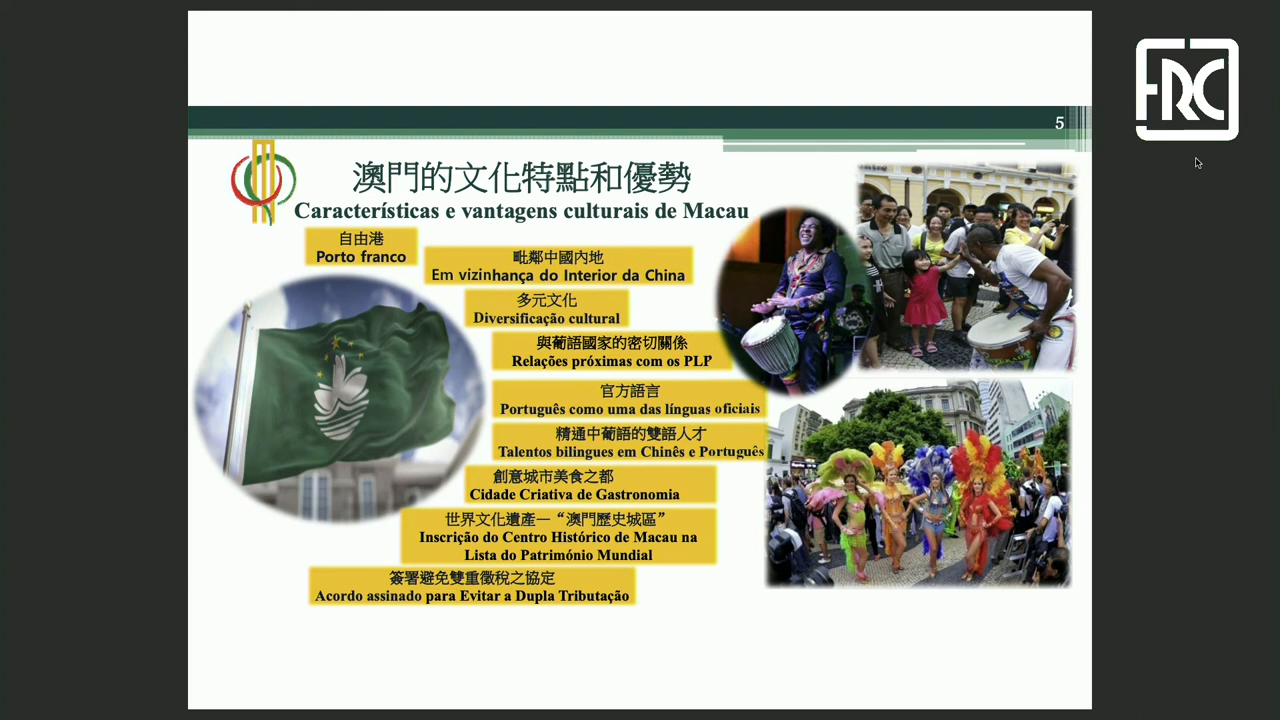 5
FRC
澳門的文化特點和優勢
Características e vantagens culturais de Macau
自由港
Porto franco
毗鄰中國內地
Em vizinhança do Interior da China
多元文化
Diversificação cultural
與葡語國家的密切關係
Relações próximas com os PLP
官方語言
Português como uma das línguas oficiais
精通中葡語的雙語人才
Talentos bilingues em Chinês e Português
創意城市美食之都
Cidade Criativa de Gastronomia
世界文化遺產—“澳門歷史城區”
Inscrição do Centro Histórico de Macau na
Lista do Património Mundial
簽署避免雙重徵稅之協定
Acordo assinado para Evitar a Dupla Tributação